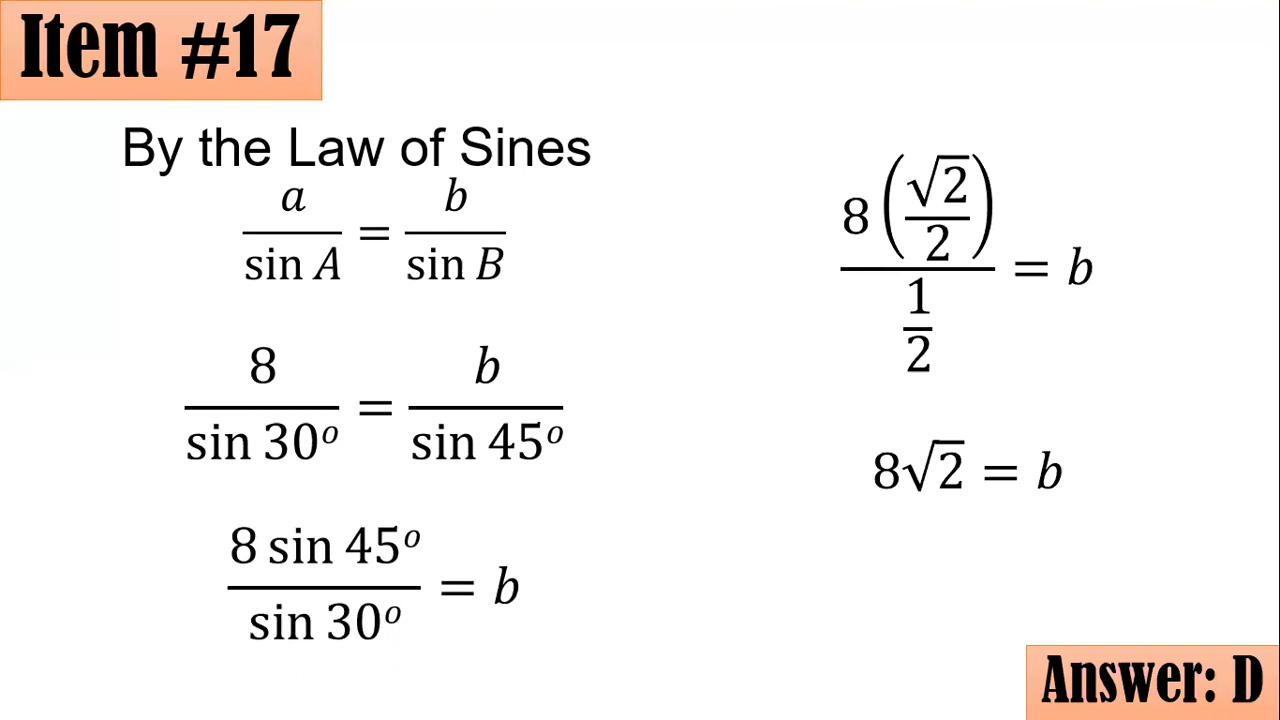 Item #17
By the Law of Sines
a/sin A = b/sin B
8/sin 30° = b/sin 45°
8 sin 45°/sin 30° = b
8(√2/2)/(1/2) = b
8√2 = b
Answer: D